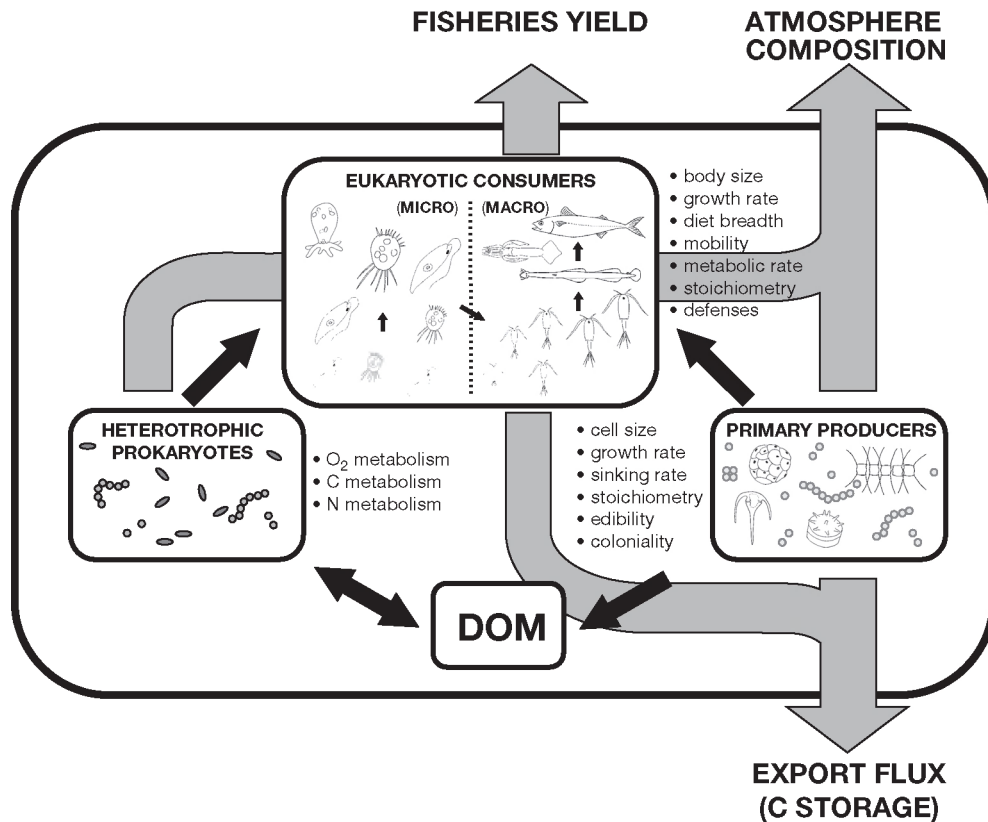 FISHERIES YIELD
ATMOSPHERE
COMPOSITION
EUKARYOTIC CONSUMERS
(MICRO)
(MACRO)
• body size
• growth rate
• diet breadth
• mobility
• metabolic rate
• stoichiometry
• defenses
HETEROTROPHIC
PROKARYOTES
• O₂ metabolism
• C metabolism
• N metabolism
• cell size
• growth rate
• sinking rate
• stoichiometry
• edibility
• coloniality
PRIMARY PRODUCERS
DOM
EXPORT FLUX
(C STORAGE)